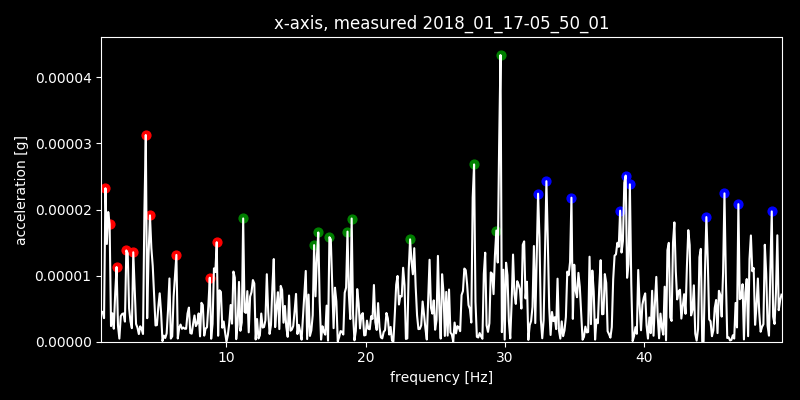 x-axis, measured 2018_01_17-05_50_01
0.00004
0.00003
0.00002
0.00001
0.00000
acceleration [g]
10 20 30 40
frequency [Hz]